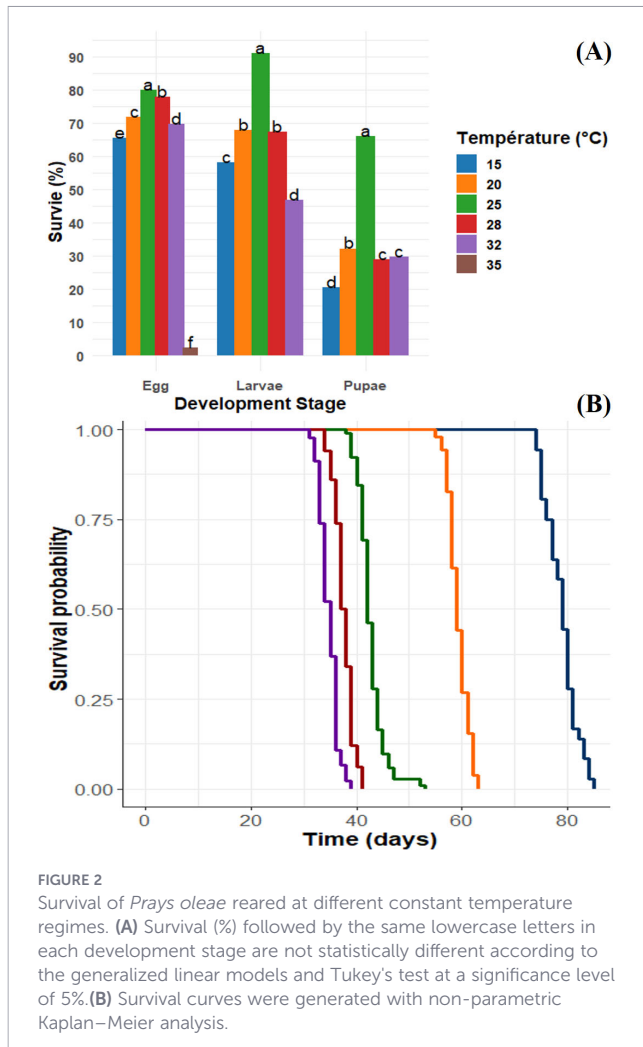 (A)
90
80
70
60
50
40
30
20
10
0
Survie (%)
e
c
a
b
d
f
c
b
a
b
d
d
b
a
c
c
Egg
Larvae
Pupae
Development Stage
Température (°C)
15
20
25
28
32
35
(B)
1.00
0.75
0.50
0.25
0.00
Survival probability
0
20
40
60
80
Time (days)
FIGURE 2
Survival of Prays oleae reared at different constant temperature
regimes. (A) Survival (%) followed by the same lowercase letters in
each development stage are not statistically different according to
the generalized linear models and Tukey's test at a significance level
of 5%.(B) Survival curves were generated with non-parametric
Kaplan–Meier analysis.